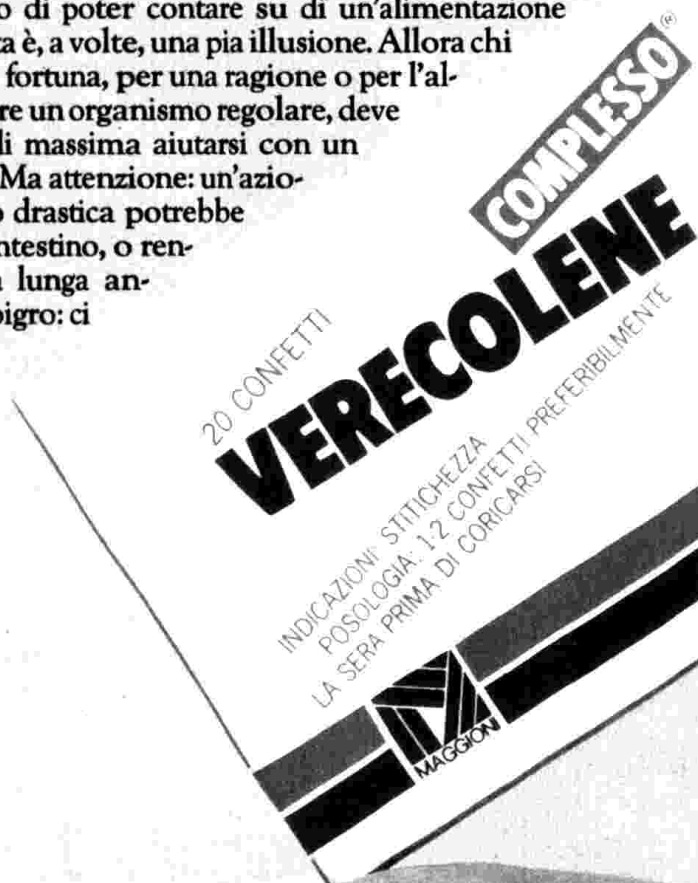 o di poter contare su di un'alimentazione
ta è, a volte, una pia illusione. Allora chi
fortuna, per una ragione o per l'al-
re un organismo regolare, deve
di massima aiutarsi con un
Ma attenzione: un'azio-
o drastica potrebbe
ntestino, o ren-
a lunga an-
pigro: ci
COMPLESSO®
20 CONFETTI
VERECOLENE
INDICAZIONI: STITICHEZZA
POSOLOGIA: 1-2 CONFETTI PREFERIBILMENTE
LA SERA PRIMA DI CORICARSI
MAGGIONI